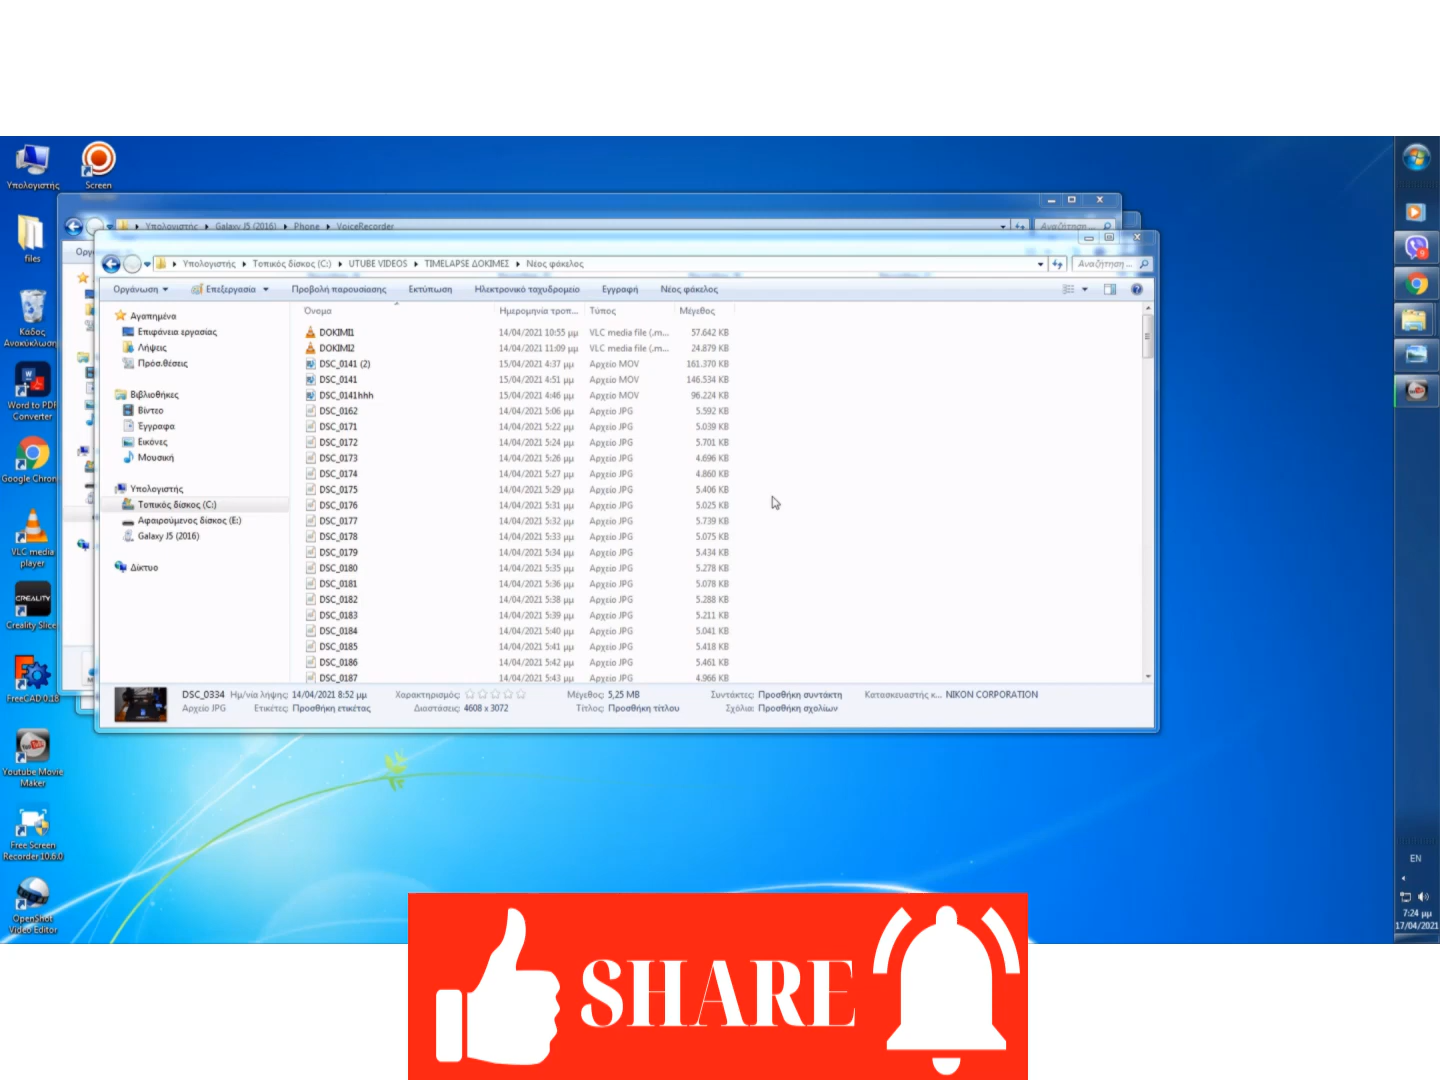 Υπολογιστής
Screen
files
Κάδος
Ανακύκλωσης
Word to PDF
Converter
Google Chrom
VLC media
player
CREALITY
Creality Slice
FreeCAD 0.18
Youtube Movie
Maker
Free Screen
Recorder 10.6.0
OpenShot
Video Editor
Υπολογιστής Galaxy J5 (2016) Phone VoiceRecorder
Αναζήτηση ...
Υπολογιστής Τοπικός δίσκος (C:) UTUBE VIDEOS TIMELAPSE ΔΟΚΙΜΕΣ Νέος φάκελος
Αναζήτηση ...
Οργάνωση Επεξεργασία Προβολή παρουσίασης Εκτύπωση Ηλεκτρονικό ταχυδρομείο Εγγραφή Νέος φάκελος
Αγαπημένα
Επιφάνεια εργασίας
Λήψεις
Πρόσ.θέσεις
Βιβλιοθήκες
Βίντεο
Έγγραφα
Εικόνες
Μουσική
Υπολογιστής
Τοπικός δίσκος (C:)
Αφαιρούμενος δίσκος (E:)
Galaxy J5 (2016)
Δίκτυο
Όνομα Ημερομηνία τροπ... Τύπος Μέγεθος
DOKIMI1 14/04/2021 10:55 μμ VLC media file (.m... 57.642 KB
DOKIMI2 14/04/2021 11:09 μμ VLC media file (.m... 24.879 KB
DSC_0141 (2) 15/04/2021 4:37 μμ Αρχείο MOV 161.370 KB
DSC_0141 15/04/2021 4:51 μμ Αρχείο MOV 146.534 KB
DSC_0141hhh 15/04/2021 4:46 μμ Αρχείο MOV 96.224 KB
DSC_0162 14/04/2021 5:06 μμ Αρχείο JPG 5.592 KB
DSC_0171 14/04/2021 5:22 μμ Αρχείο JPG 5.039 KB
DSC_0172 14/04/2021 5:24 μμ Αρχείο JPG 5.701 KB
DSC_0173 14/04/2021 5:26 μμ Αρχείο JPG 4.696 KB
DSC_0174 14/04/2021 5:27 μμ Αρχείο JPG 4.860 KB
DSC_0175 14/04/2021 5:29 μμ Αρχείο JPG 5.406 KB
DSC_0176 14/04/2021 5:31 μμ Αρχείο JPG 5.025 KB
DSC_0177 14/04/2021 5:32 μμ Αρχείο JPG 5.739 KB
DSC_0178 14/04/2021 5:33 μμ Αρχείο JPG 5.075 KB
DSC_0179 14/04/2021 5:34 μμ Αρχείο JPG 5.434 KB
DSC_0180 14/04/2021 5:35 μμ Αρχείο JPG 5.278 KB
DSC_0181 14/04/2021 5:36 μμ Αρχείο JPG 5.078 KB
DSC_0182 14/04/2021 5:38 μμ Αρχείο JPG 5.288 KB
DSC_0183 14/04/2021 5:39 μμ Αρχείο JPG 5.211 KB
DSC_0184 14/04/2021 5:40 μμ Αρχείο JPG 5.041 KB
DSC_0185 14/04/2021 5:41 μμ Αρχείο JPG 5.418 KB
DSC_0186 14/04/2021 5:42 μμ Αρχείο JPG 5.461 KB
DSC_0187 14/04/2021 5:43 μμ Αρχείο JPG 4.966 KB
DSC_0334 Ημ/νία λήψης: 14/04/2021 8:52 μμ Χαρακτηρισμός: Μέγεθος: 5,25 MB Συντάκτες: Προσθήκη συντάκτη Κατασκευαστής κ... NIKON CORPORATION
Αρχείο JPG Ετικέτες: Προσθήκη ετικέτας Διαστάσεις: 4608 x 3072 Τίτλος: Προσθήκη τίτλου Σχόλια: Προσθήκη σχολίων
EN
7:24 μμ
17/04/2021
SHARE